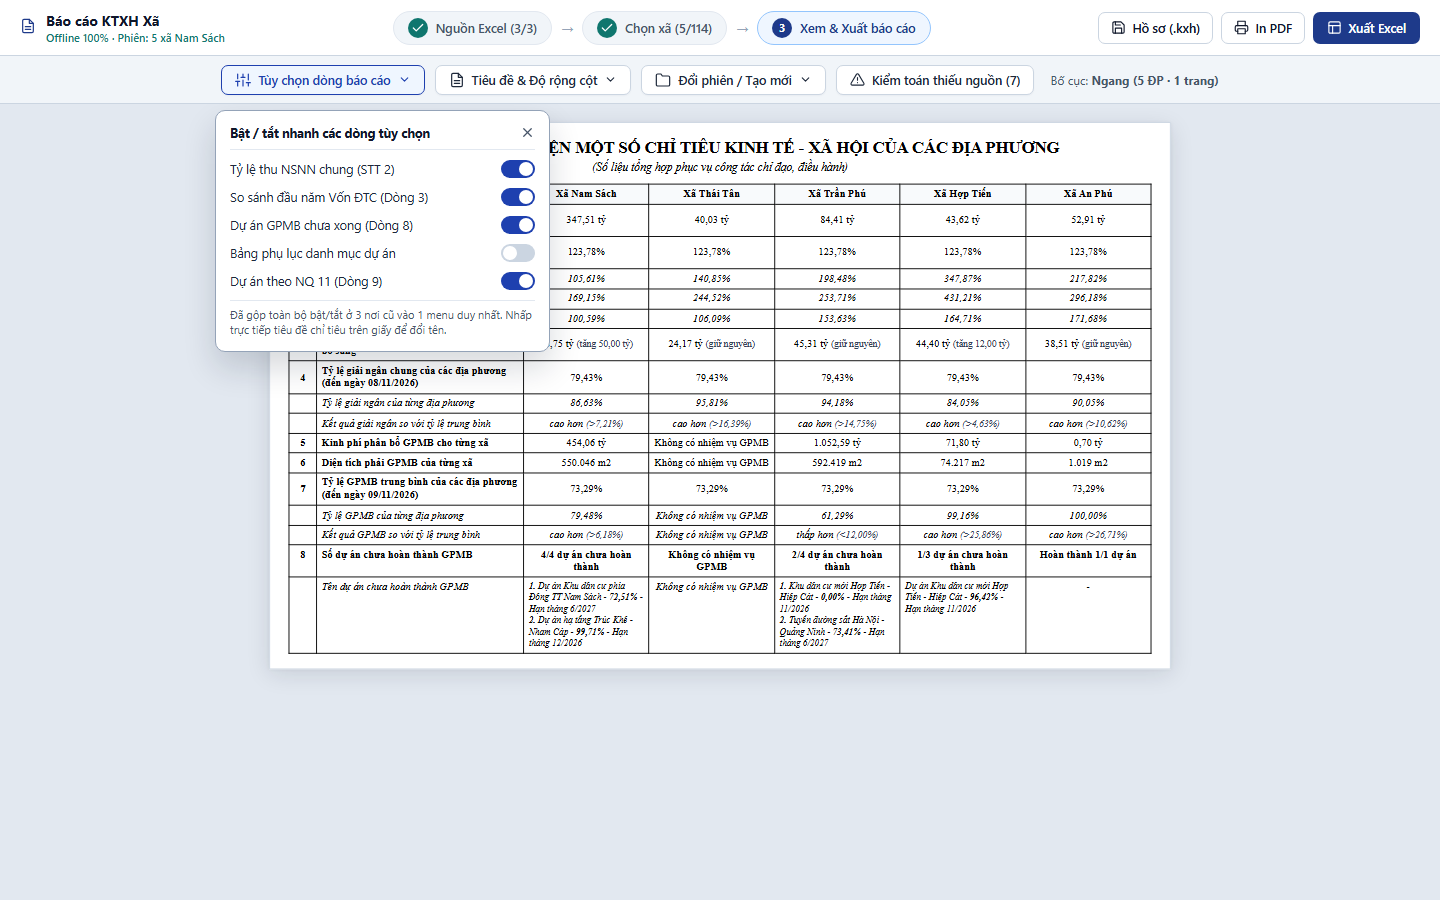 Báo cáo KTXH Xã
Offline 100% · Phiên: 5 xã Nam Sách
Nguồn Excel (3/3)
→
Chọn xã (5/114)
→
3 Xem & Xuất báo cáo
Hồ sơ (.kxh)
In PDF
Xuất Excel
Tùy chọn dòng báo cáo
Tiêu đề & Độ rộng cột
Đổi phiên / Tạo mới
Kiểm toán thiếu nguồn (7)
Bố cục: Ngang (5 ĐP · 1 trang)
Bật / tắt nhanh các dòng tùy chọn
Tỷ lệ thu NSNN chung (STT 2)
So sánh đầu năm Vốn ĐTC (Dòng 3)
Dự án GPMB chưa xong (Dòng 8)
Bảng phụ lục danh mục dự án
Dự án theo NQ 11 (Dòng 9)
Đã gộp toàn bộ bật/tắt ở 3 nơi cũ vào 1 menu duy nhất. Nhấp
trực tiếp tiêu đề chỉ tiêu trên giấy để đổi tên.
ỆN MỘT SỐ CHỈ TIÊU KINH TẾ - XÃ HỘI CỦA CÁC ĐỊA PHƯƠNG
(Số liệu tổng hợp phục vụ công tác chỉ đạo, điều hành)
Xã Nam Sách Xã Thái Tân Xã Trần Phú Xã Hợp Tiến Xã An Phú
347,51 tỷ 40,03 tỷ 84,41 tỷ 43,62 tỷ 52,91 tỷ
123,78% 123,78% 123,78% 123,78% 123,78%
105,61% 140,85% 198,48% 347,87% 217,82%
169,15% 244,52% 253,71% 431,21% 296,18%
100,59% 106,09% 153,63% 164,71% 171,68%
,75 tỷ (tăng 50,00 tỷ) 24,17 tỷ (giữ nguyên) 45,31 tỷ (giữ nguyên) 44,40 tỷ (tăng 12,00 tỷ) 38,51 tỷ (giữ nguyên)
4 Tỷ lệ giải ngân chung của các địa phương
(đến ngày 08/11/2026)
79,43% 79,43% 79,43% 79,43% 79,43%
Tỷ lệ giải ngân của từng địa phương 86,63% 95,81% 94,18% 84,05% 90,05%
Kết quả giải ngân so với tỷ lệ trung bình cao hơn (>7,21%) cao hơn (>16,39%) cao hơn (>14,75%) cao hơn (>4,63%) cao hơn (>10,62%)
5 Kinh phí phân bổ GPMB cho từng xã 454,06 tỷ Không có nhiệm vụ GPMB 1.052,59 tỷ 71,80 tỷ 0,70 tỷ
6 Diện tích phải GPMB của từng xã 550.046 m2 Không có nhiệm vụ GPMB 592.419 m2 74.217 m2 1.019 m2
7 Tỷ lệ GPMB trung bình của các địa phương
(đến ngày 09/11/2026)
73,29% 73,29% 73,29% 73,29% 73,29%
Tỷ lệ GPMB của từng địa phương 79,48% Không có nhiệm vụ GPMB 61,29% 99,16% 100,00%
Kết quả GPMB so với tỷ lệ trung bình cao hơn (>6,18%) Không có nhiệm vụ GPMB thấp hơn (<12,00%) cao hơn (>25,86%) cao hơn (>26,71%)
8 Số dự án chưa hoàn thành GPMB
4/4 dự án chưa hoàn
thành
Không có nhiệm vụ
GPMB
2/4 dự án chưa hoàn
thành
1/3 dự án chưa hoàn
thành
Hoàn thành 1/1 dự án
Tên dự án chưa hoàn thành GPMB
1. Dự án Khu dân cư phía
Đông TT Nam Sách - 72,51% -
Hạn tháng 6/2027
2. Dự án hạ tầng Trúc Khê -
Nham Cáp - 99,71% - Hạn
tháng 12/2026
Không có nhiệm vụ GPMB
1. Khu dân cư mới Hợp Tiến -
Hiệp Cát - 0,00% - Hạn tháng
11/2026
2. Tuyến đường sắt Hà Nội -
Quảng Ninh - 73,41% - Hạn
tháng 6/2027
Dự án Khu dân cư mới Hợp
Tiến - Hiệp Cát - 96,42% -
Hạn tháng 11/2026
-